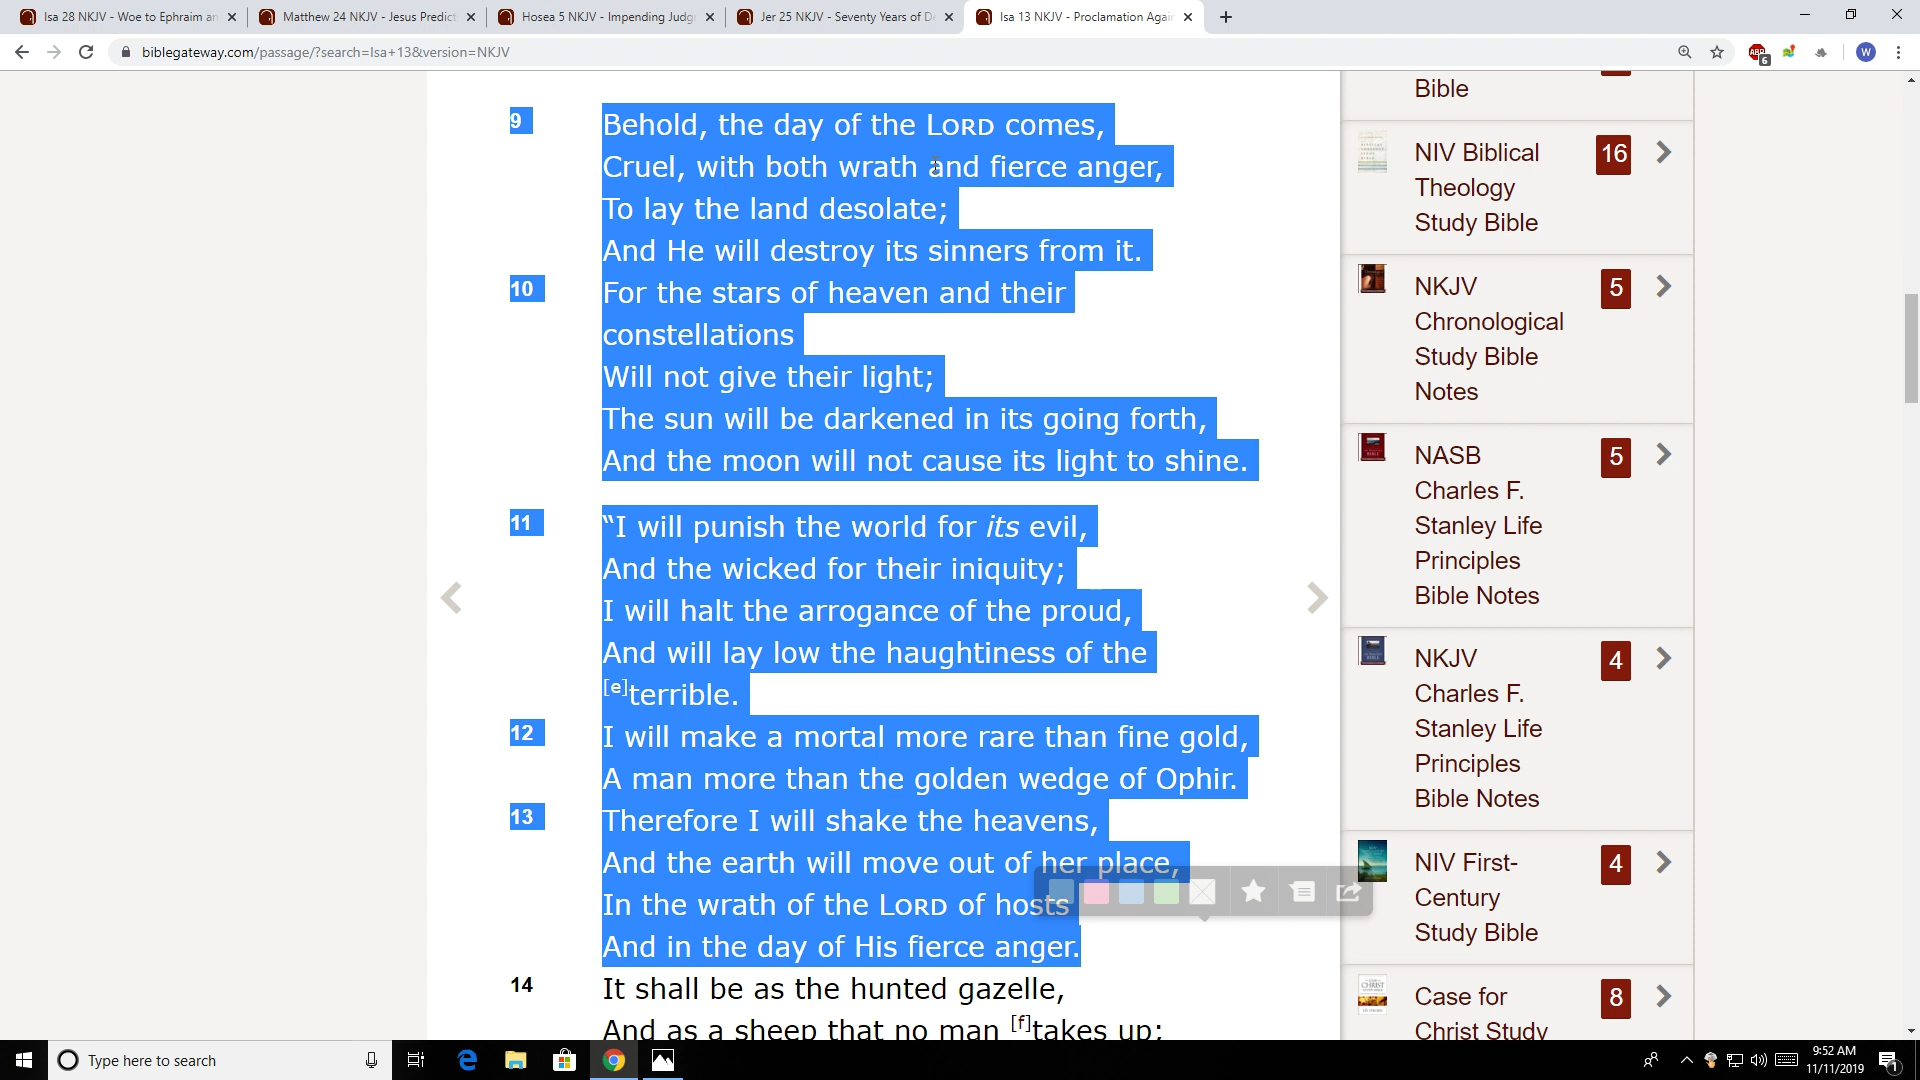 Isa 28 NKJV - Woe to Ephraim an
Matthew 24 NKJV - Jesus Predict
Hosea 5 NKJV - Impending Judg
Jer 25 NKJV - Seventy Years of De
Isa 13 NKJV - Proclamation Agai
biblegateway.com/passage/?search=Isa+13&version=NKJV
ABP
6
W
9 Behold, the day of the LORD comes,
Cruel, with both wrath and fierce anger,
To lay the land desolate;
And He will destroy its sinners from it.
10 For the stars of heaven and their
constellations
Will not give their light;
The sun will be darkened in its going forth,
And the moon will not cause its light to shine.
11 “I will punish the world for its evil,
And the wicked for their iniquity;
I will halt the arrogance of the proud,
And will lay low the haughtiness of the
[e]terrible.
12 I will make a mortal more rare than fine gold,
A man more than the golden wedge of Ophir.
13 Therefore I will shake the heavens,
And the earth will move out of her place,
In the wrath of the LORD of hosts
And in the day of His fierce anger.
14 It shall be as the hunted gazelle,
And as a sheep that no man [f]takes up;
Bible
NIV Biblical 16
Theology
Study Bible
NKJV 5
Chronological
Study Bible
Notes
NASB 5
Charles F.
Stanley Life
Principles
Bible Notes
NKJV 4
Charles F.
Stanley Life
Principles
Bible Notes
NIV First- 4
Century
Study Bible
Case for 8
Christ Study
Type here to search
9:52 AM
11/11/2019
1